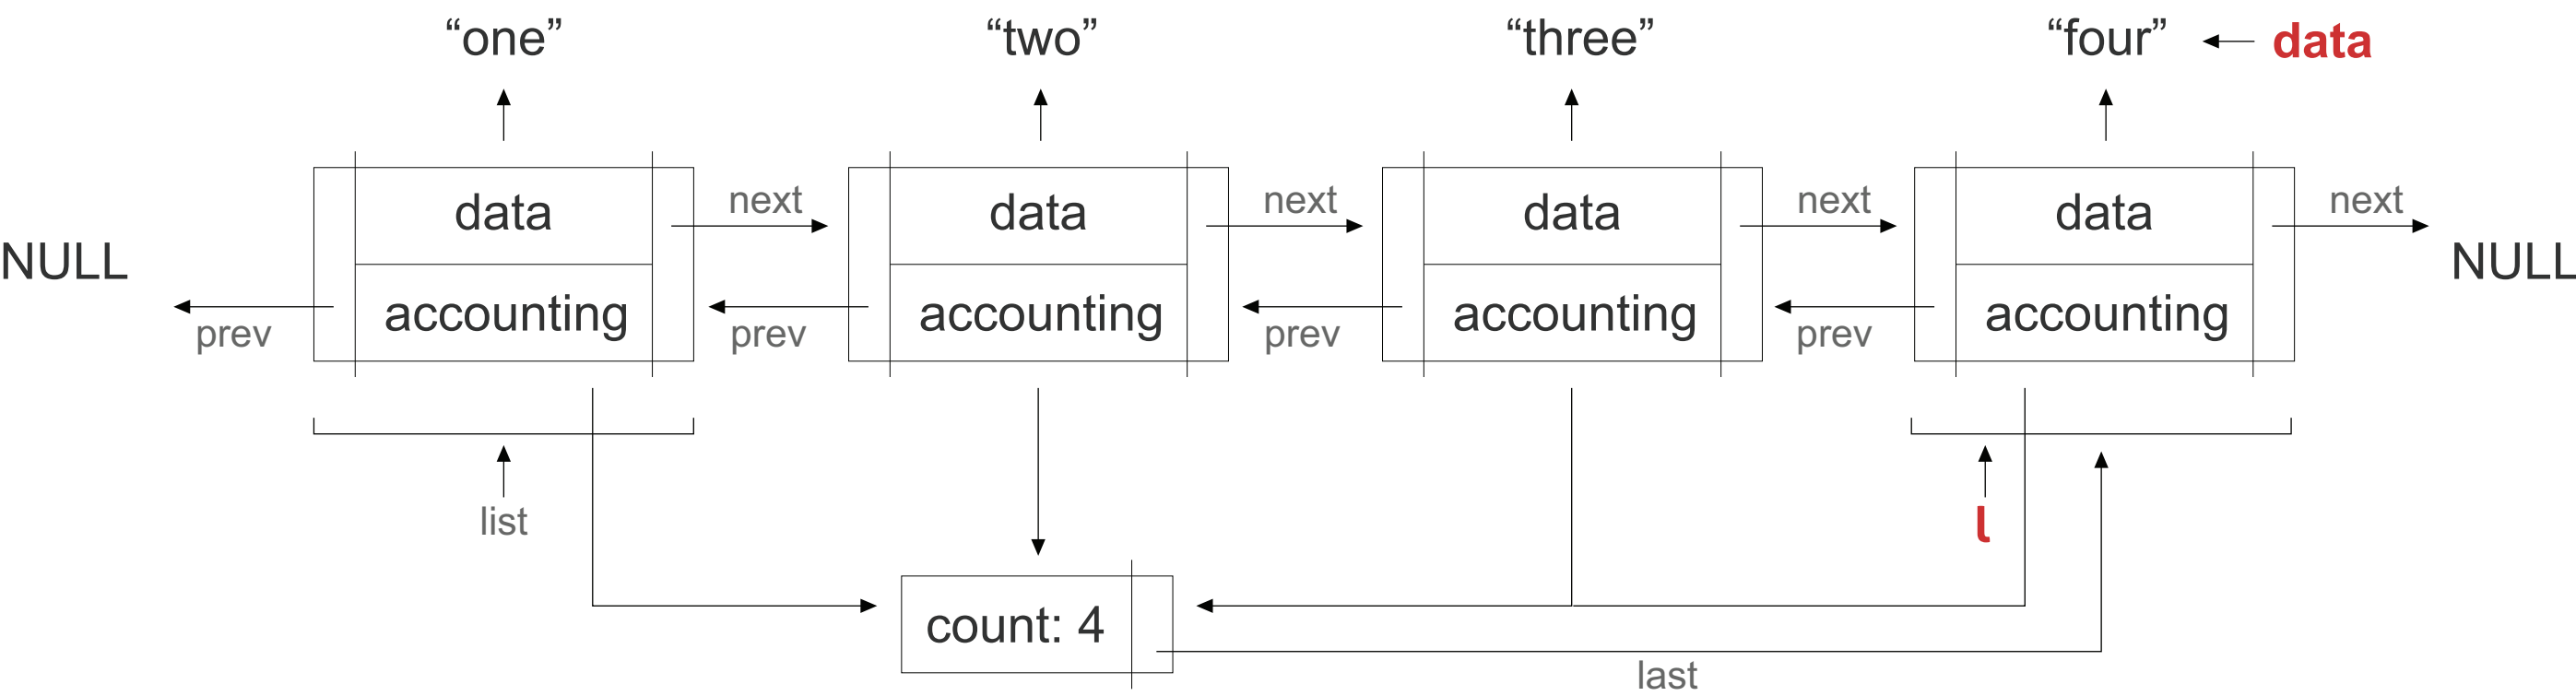 “one” “two” “three” “four” data
data next data next data next data next
NULL NULL
accounting accounting accounting accounting
prev prev prev prev
list l
count: 4
last